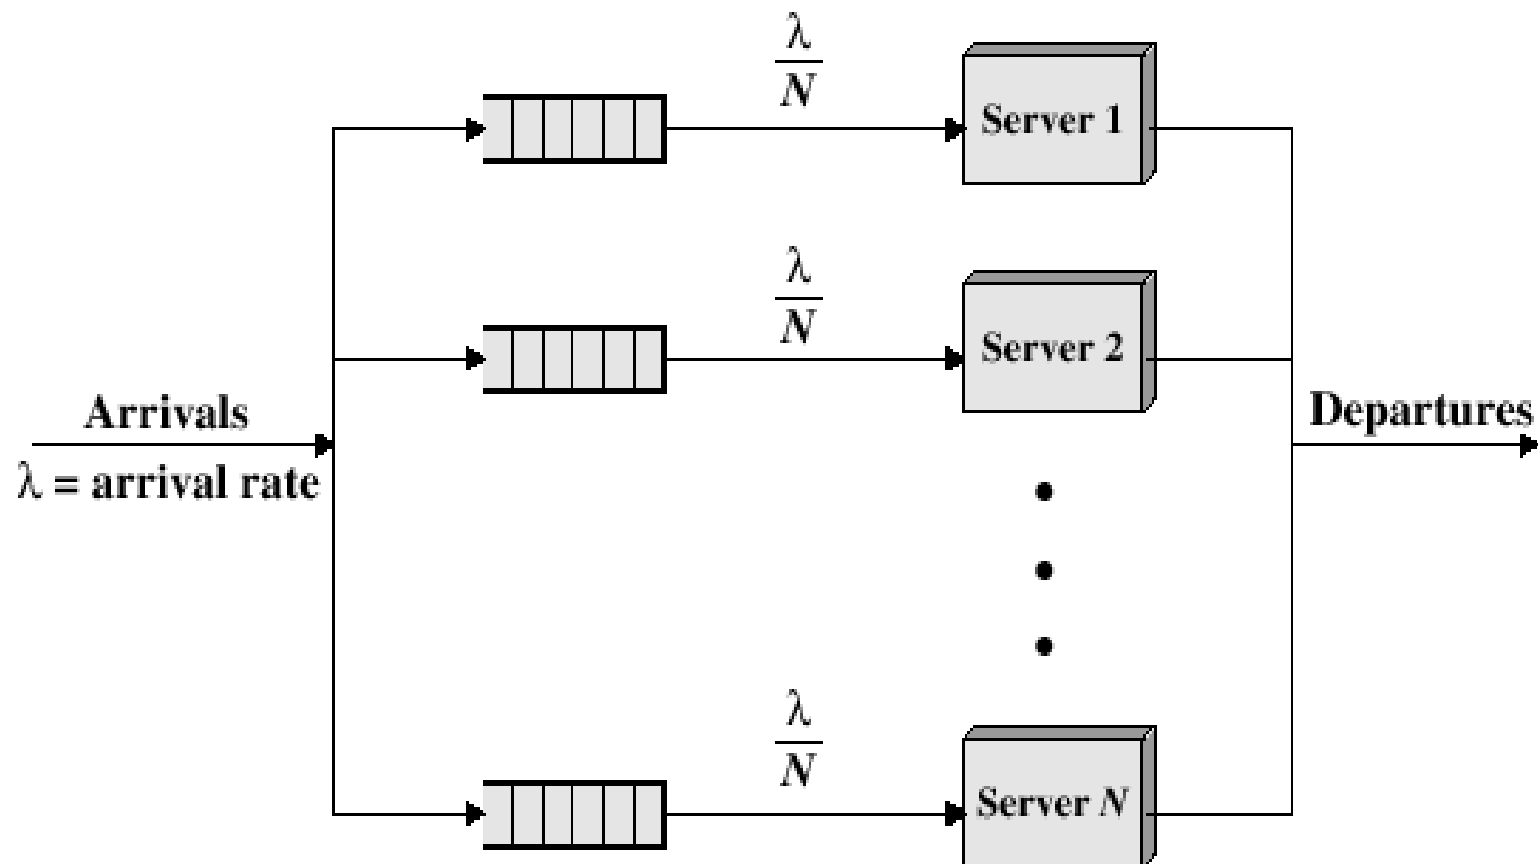 λ
N
Server 1
λ
N
Server 2
Arrivals
λ = arrival rate
Departures
λ
N
Server N